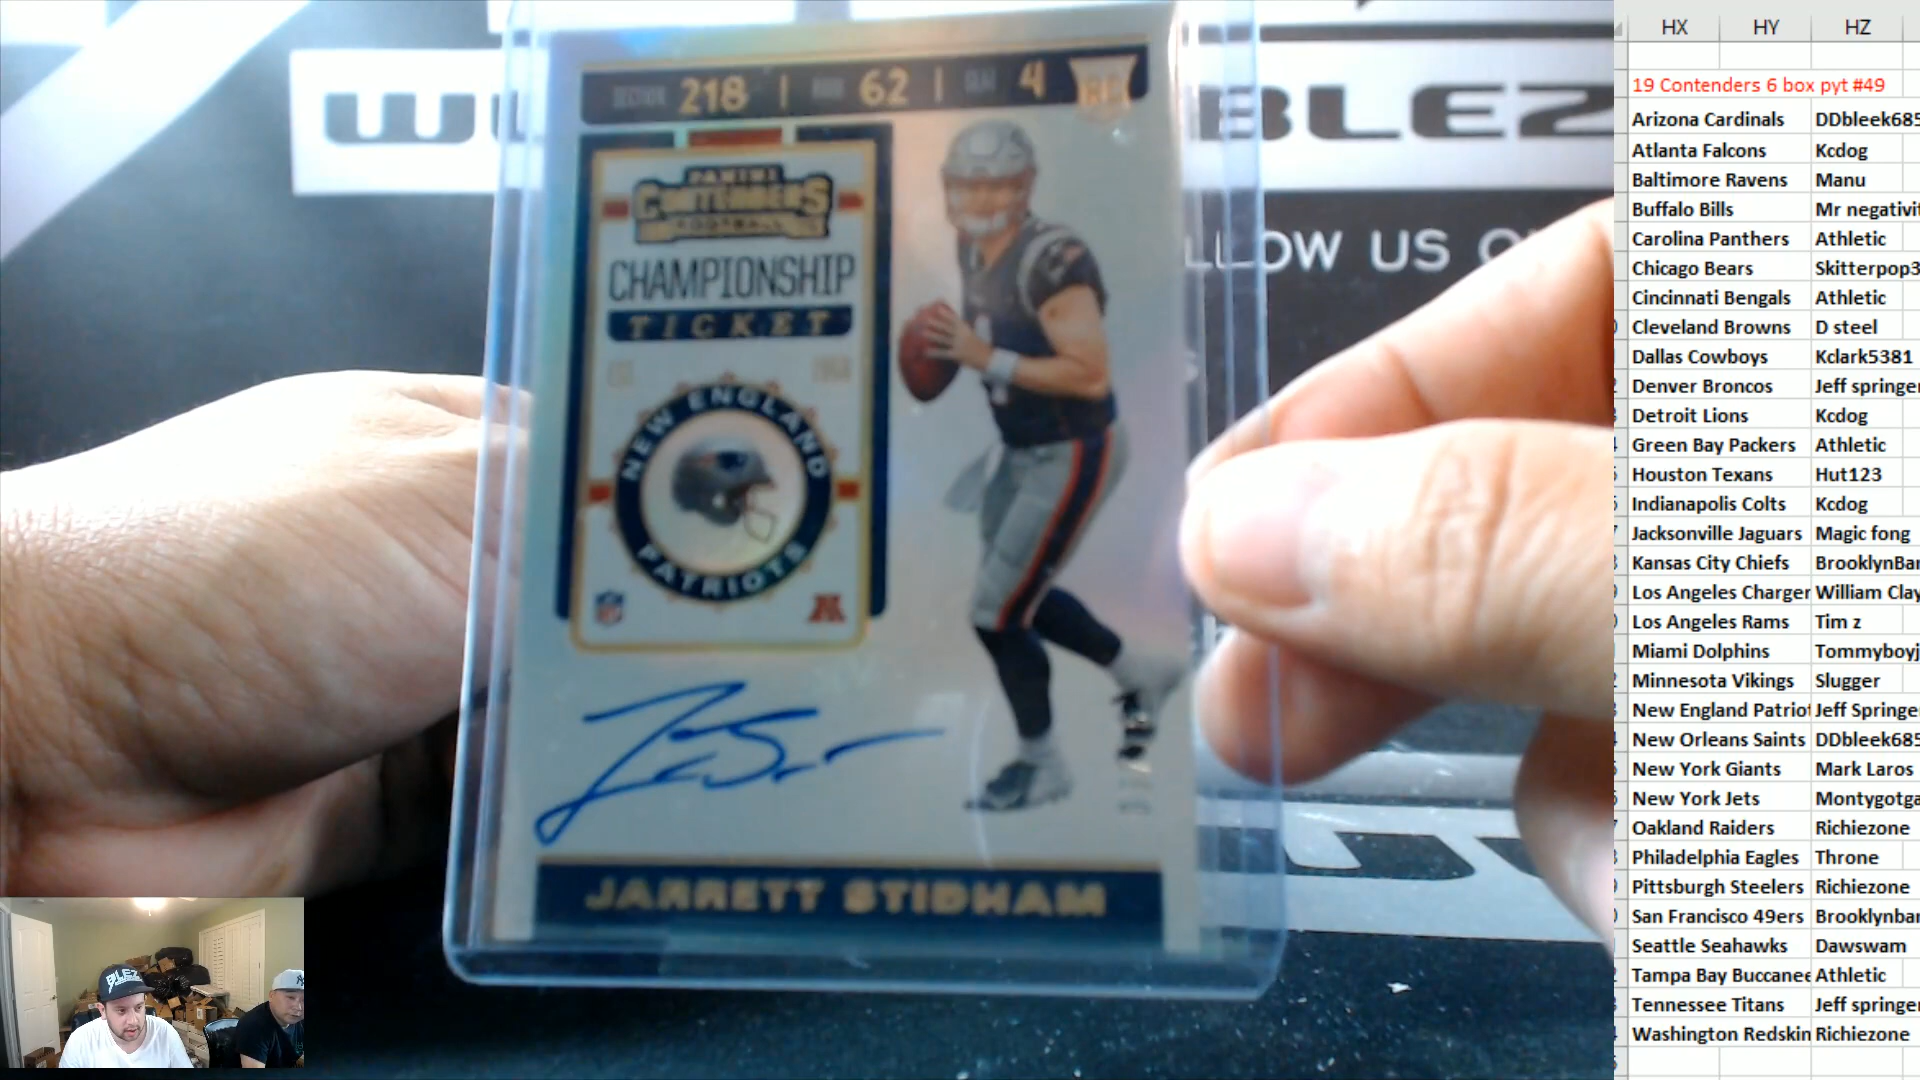 218 | 62 | 4
RC
PANINI
CONTENDERS
FOOTBALL
CHAMPIONSHIP
TICKET
NEW ENGLAND
PATRIOTS
NFL
JARRETT STIDHAM
BLEZ
LLOW US O
BLEZ
HX HY HZ
19 Contenders 6 box pyt #49
Arizona Cardinals DDbleek685
Atlanta Falcons Kcdog
Baltimore Ravens Manu
Buffalo Bills Mr negativit
Carolina Panthers Athletic
Chicago Bears Skitterpop3
Cincinnati Bengals Athletic
Cleveland Browns D steel
Dallas Cowboys Kclark5381
Denver Broncos Jeff springer
Detroit Lions Kcdog
Green Bay Packers Athletic
Houston Texans Hut123
Indianapolis Colts Kcdog
Jacksonville Jaguars Magic fong
Kansas City Chiefs BrooklynBar
Los Angeles Charger William Clay
Los Angeles Rams Tim z
Miami Dolphins Tommyboyj
Minnesota Vikings Slugger
New England Patriot Jeff Springe
New Orleans Saints DDbleek685
New York Giants Mark Laros
New York Jets Montygotga
Oakland Raiders Richiezone
Philadelphia Eagles Throne
Pittsburgh Steelers Richiezone
San Francisco 49ers Brooklynbar
Seattle Seahawks Dawswam
Tampa Bay Buccanee Athletic
Tennessee Titans Jeff springer
Washington Redskin Richiezone